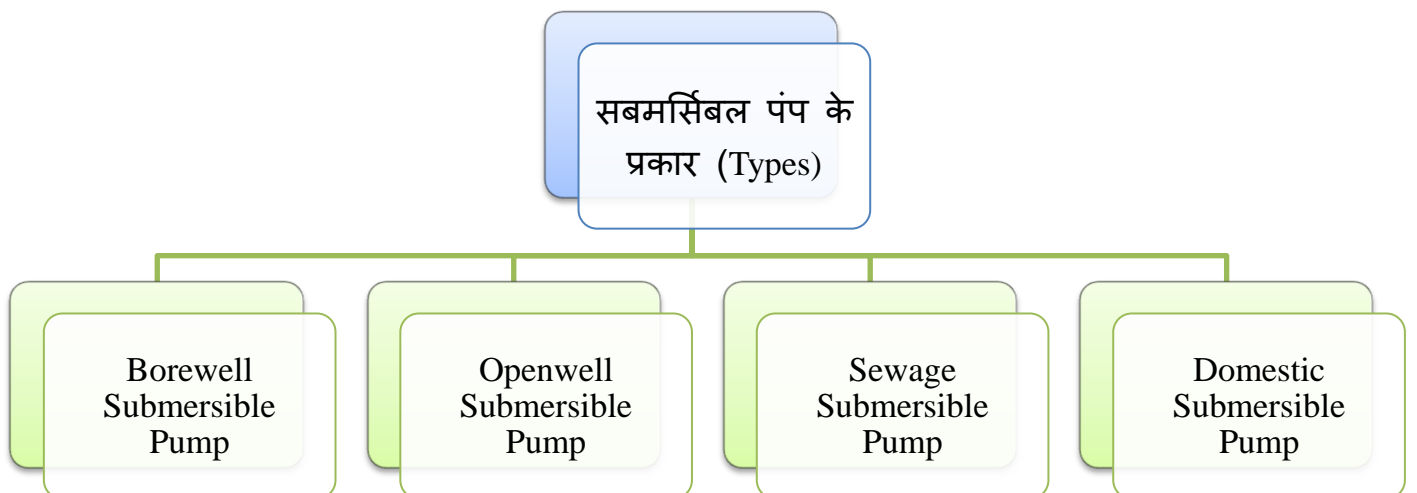 सबमर्सिबल पंप के
प्रकार (Types)
Borewell
Submersible
Pump
Openwell
Submersible
Pump
Sewage
Submersible
Pump
Domestic
Submersible
Pump